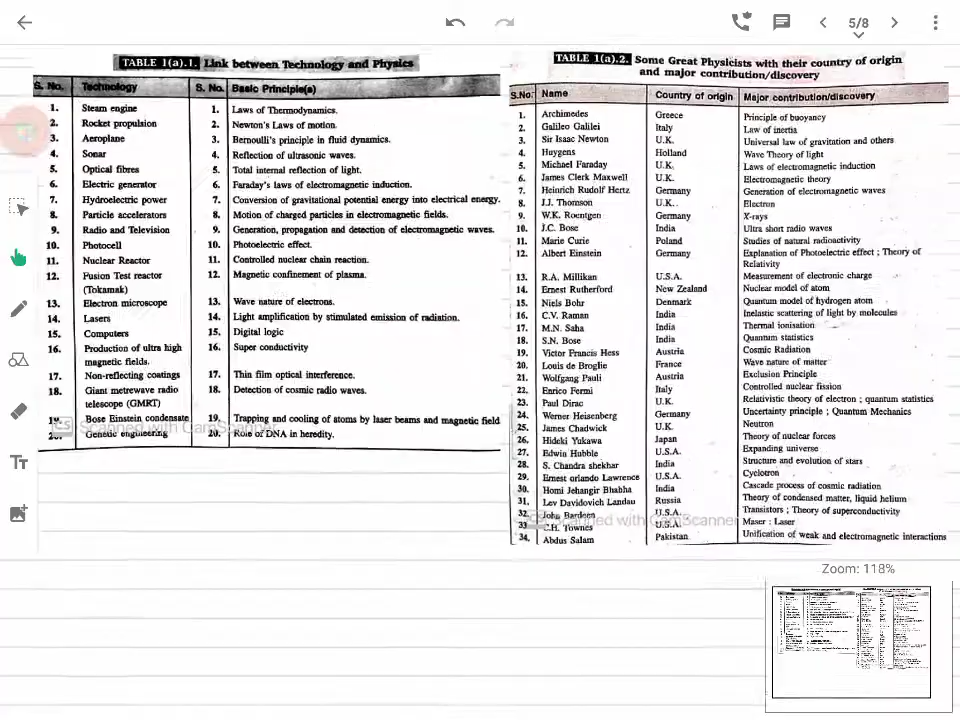 5/8
TABLE 1(a).1. Link between Technology and Physics
S. No. Technology S. No. Basic Principle(s)
1. Steam engine 1. Laws of Thermodynamics.
2. Rocket propulsion 2. Newton's Laws of motion.
3. Aeroplane 3. Bernoulli's principle in fluid dynamics.
4. Sonar 4. Reflection of ultrasonic waves.
5. Optical fibres 5. Total internal reflection of light.
6. Electric generator 6. Faraday's laws of electromagnetic induction.
7. Hydroelectric power 7. Conversion of gravitational potential energy into electrical energy.
8. Particle accelerators 8. Motion of charged particles in electromagnetic fields.
9. Radio and Television 9. Generation, propagation and detection of electromagnetic waves.
10. Photocell 10. Photoelectric effect.
11. Nuclear Reactor 11. Controlled nuclear chain reaction.
12. Fusion Test reactor 12. Magnetic confinement of plasma.
(Tokamak)
13. Electron microscope 13. Wave nature of electrons.
14. Lasers 14. Light amplification by stimulated emission of radiation.
15. Computers 15. Digital logic
16. Production of ultra high 16. Super conductivity
magnetic fields.
17. Non-reflecting coatings 17. Thin film optical interference.
18. Giant metrewave radio 18. Detection of cosmic radio waves.
telescope (GMRT)
19. Bose Einstein condensate 19. Trapping and cooling of atoms by laser beams and magnetic field
CS Scanned with CamScanner
20. Genetic engineering 20. Role of DNA in heredity.
TABLE 1(a).2. Some Great Physicists with their country of origin
and major contribution/discovery
S.No. Name Country of origin Major contribution/discovery
1. Archimedes Greece Principle of buoyancy
2. Galileo Galilei Italy Law of inertia
3. Sir Isaac Newton U.K. Universal law of gravitation and others
4. Huygens Holland Wave Theory of light
5. Michael Faraday U.K. Laws of electromagnetic induction
6. James Clerk Maxwell U.K. Electromagnetic theory
7. Heinrich Rudolf Hertz Germany Generation of electromagnetic waves
8. J.J. Thomson U.K. Electron
9. W.K. Roentgen Germany X-rays
10. J.C. Bose India Ultra short radio waves
11. Marie Curie Poland Studies of natural radioactivity
12. Albert Einstein Germany Explanation of Photoelectric effect ; Theory of
Relativity
13. R.A. Millikan U.S.A. Measurement of electronic charge
14. Ernest Rutherford New Zealand Nuclear model of atom
15. Niels Bohr Denmark Quantum model of hydrogen atom
16. C.V. Raman India Inelastic scattering of light by molecules
17. M.N. Saha India Thermal ionisation
18. S.N. Bose India Quantum statistics
19. Victor Francis Hess Austria Cosmic Radiation
20. Louis de Broglie France Wave nature of matter
21. Wolfgang Pauli Austria Exclusion Principle
22. Enrico Fermi Italy Controlled nuclear fission
23. Paul Dirac U.K. Relativistic theory of electron ; quantum statistics
24. Werner Heisenberg Germany Uncertainty principle ; Quantum Mechanics
25. James Chadwick U.K. Neutron
26. Hideki Yukawa Japan Theory of nuclear forces
27. Edwin Hubble U.S.A. Expanding universe
28. S. Chandra shekhar India Structure and evolution of stars
29. Ernest orlando Lawrence U.S.A. Cyclotron
30. Homi Jehangir Bhabha India Cascade process of cosmic radiation
31. Lev Davidovich Landau Russia Theory of condensed matter, liquid helium
32. John Bardeen U.S.A. Transistors ; Theory of superconductivity
CS Scanned with CamScanner
33 C.H. Townes U.S.A. Maser : Laser
34. Abdus Salam Pakistan Unification of weak and electromagnetic interactions
Tт
Zoom: 118%